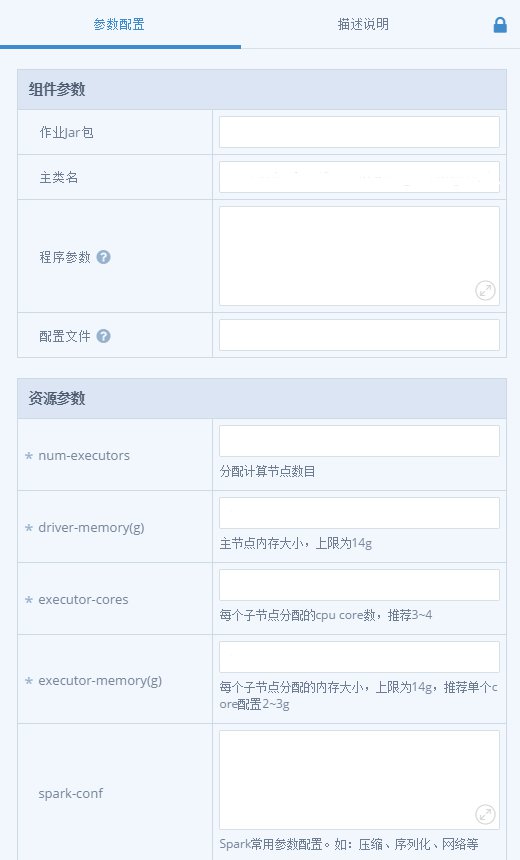 参数配置
描述说明
组件参数
作业Jar包
主类名
程序参数 ?
配置文件 ?
资源参数
* num-executors
分配计算节点数目
* driver-memory(g)
主节点内存大小，上限为14g
* executor-cores
每个子节点分配的cpu core数，推荐3~4
* executor-memory(g)
每个子节点分配的内存大小，上限为14g，推荐单个c
ore配置2~3g
spark-conf
Spark常用参数配置。如：压缩、序列化、网络等